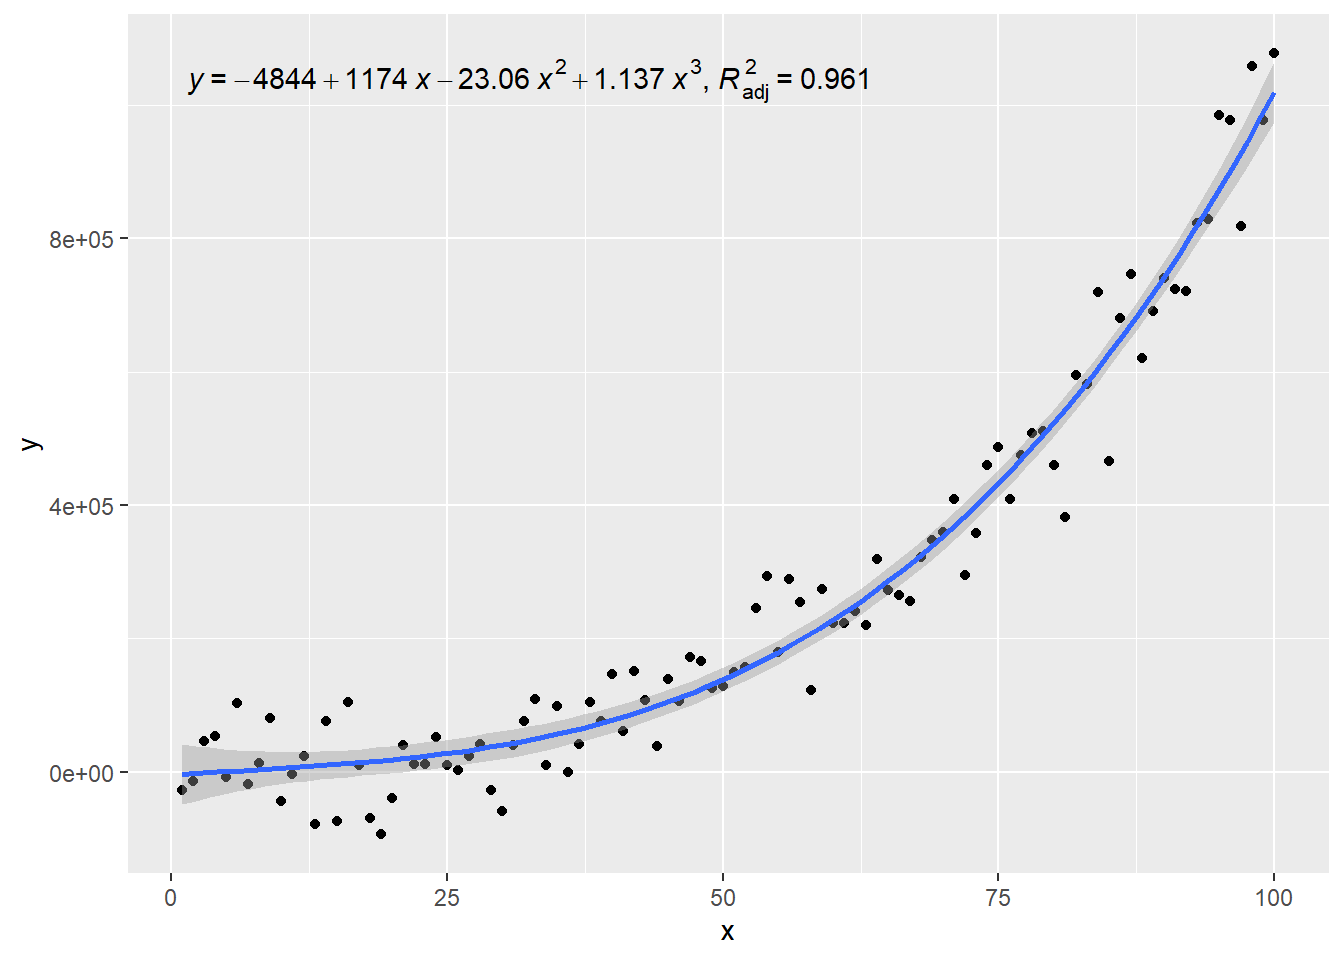 y = −4844 + 1174 x − 23.06 x² + 1.137 x³, R²adj = 0.961
8e+05
4e+05
0e+00
y
0 25 50 75 100
x